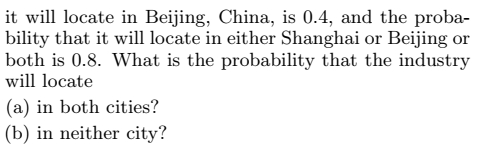 it will locate in Beijing, China, is 0.4, and the proba-
bility that it will locate in either Shanghai or Beijing or
both is 0.8. What is the probability that the industry
will locate
(a) in both cities?
(b) in neither city?